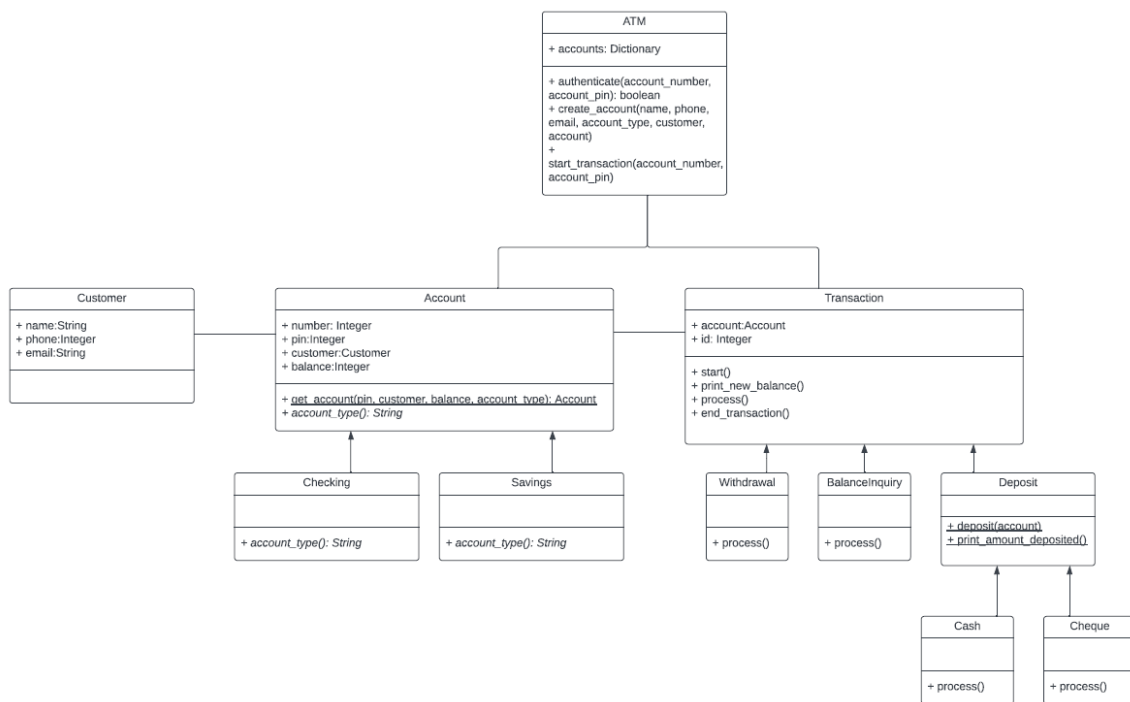 ATM
+ accounts: Dictionary
+ authenticate(account_number,
account_pin): boolean
+ create_account(name, phone,
email, account_type, customer,
account)
+
start_transaction(account_number,
account_pin)
Customer
+ name:String
+ phone:Integer
+ email:String
Account
+ number: Integer
+ pin:Integer
+ customer:Customer
+ balance:Integer
+ get_account(pin, customer, balance, account_type): Account
+ account_type(): String
Transaction
+ account:Account
+ id: Integer
+ start()
+ print_new_balance()
+ process()
+ end_transaction()
Checking
+ account_type(): String
Savings
+ account_type(): String
Withdrawal
+ process()
BalanceInquiry
+ process()
Deposit
+ deposit(account)
+ print_amount_deposited()
Cash
+ process()
Cheque
+ process()